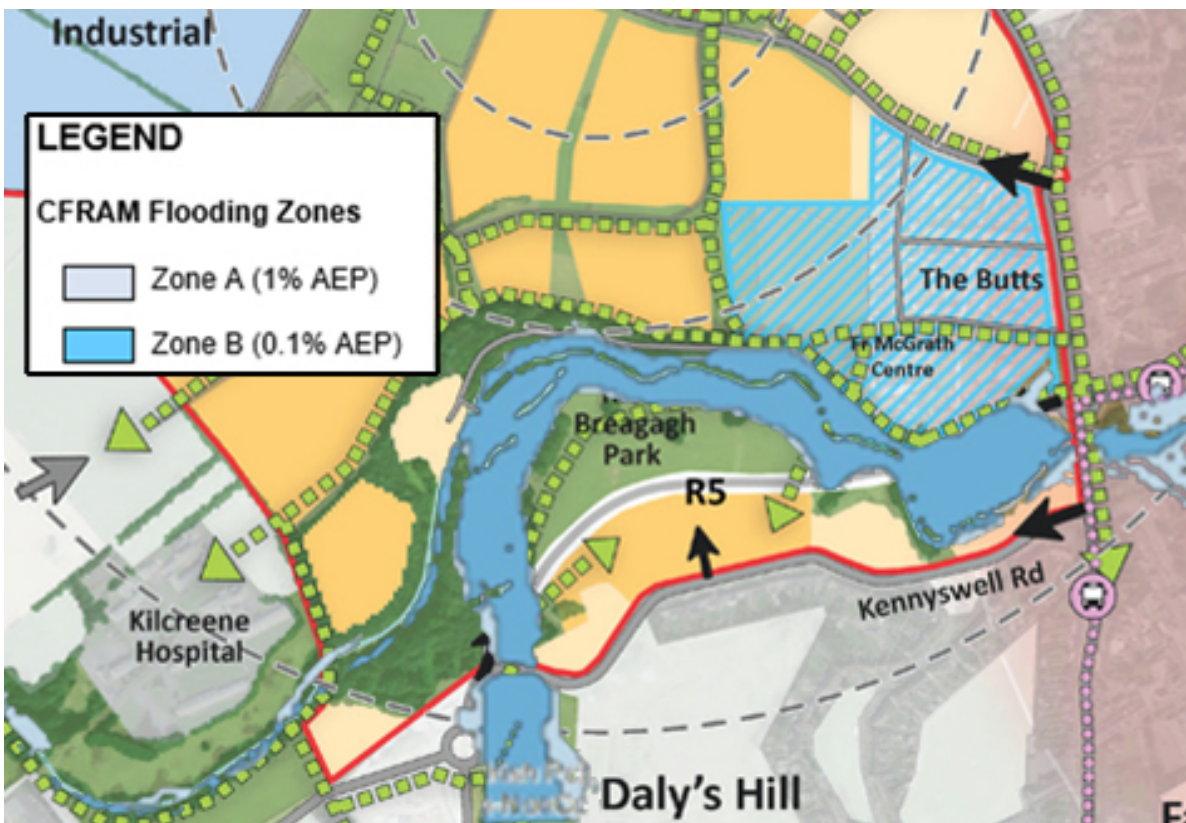 Industrial
LEGEND
CFRAM Flooding Zones
Zone A (1% AEP)
Zone B (0.1% AEP)
The Butts
Fr McGrath
Centre
Breagagh
Park
R5
Kennyswell Rd
Kilcreene
Hospital
Daly's Hill